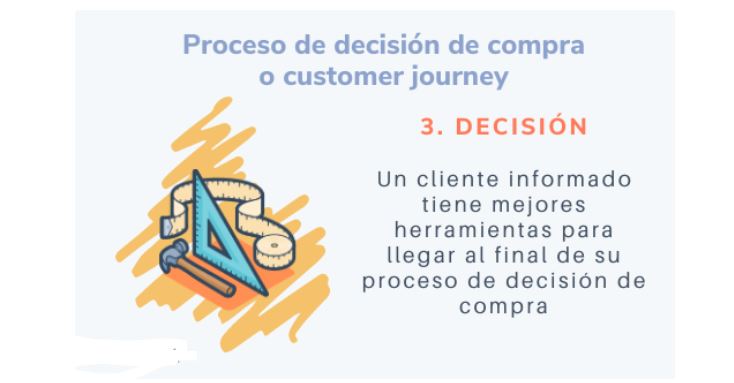 Proceso de decisión de compra
o customer journey
3. DECISIÓN
Un cliente informado
tiene mejores
herramientas para
llegar al final de su
proceso de decisión de
compra